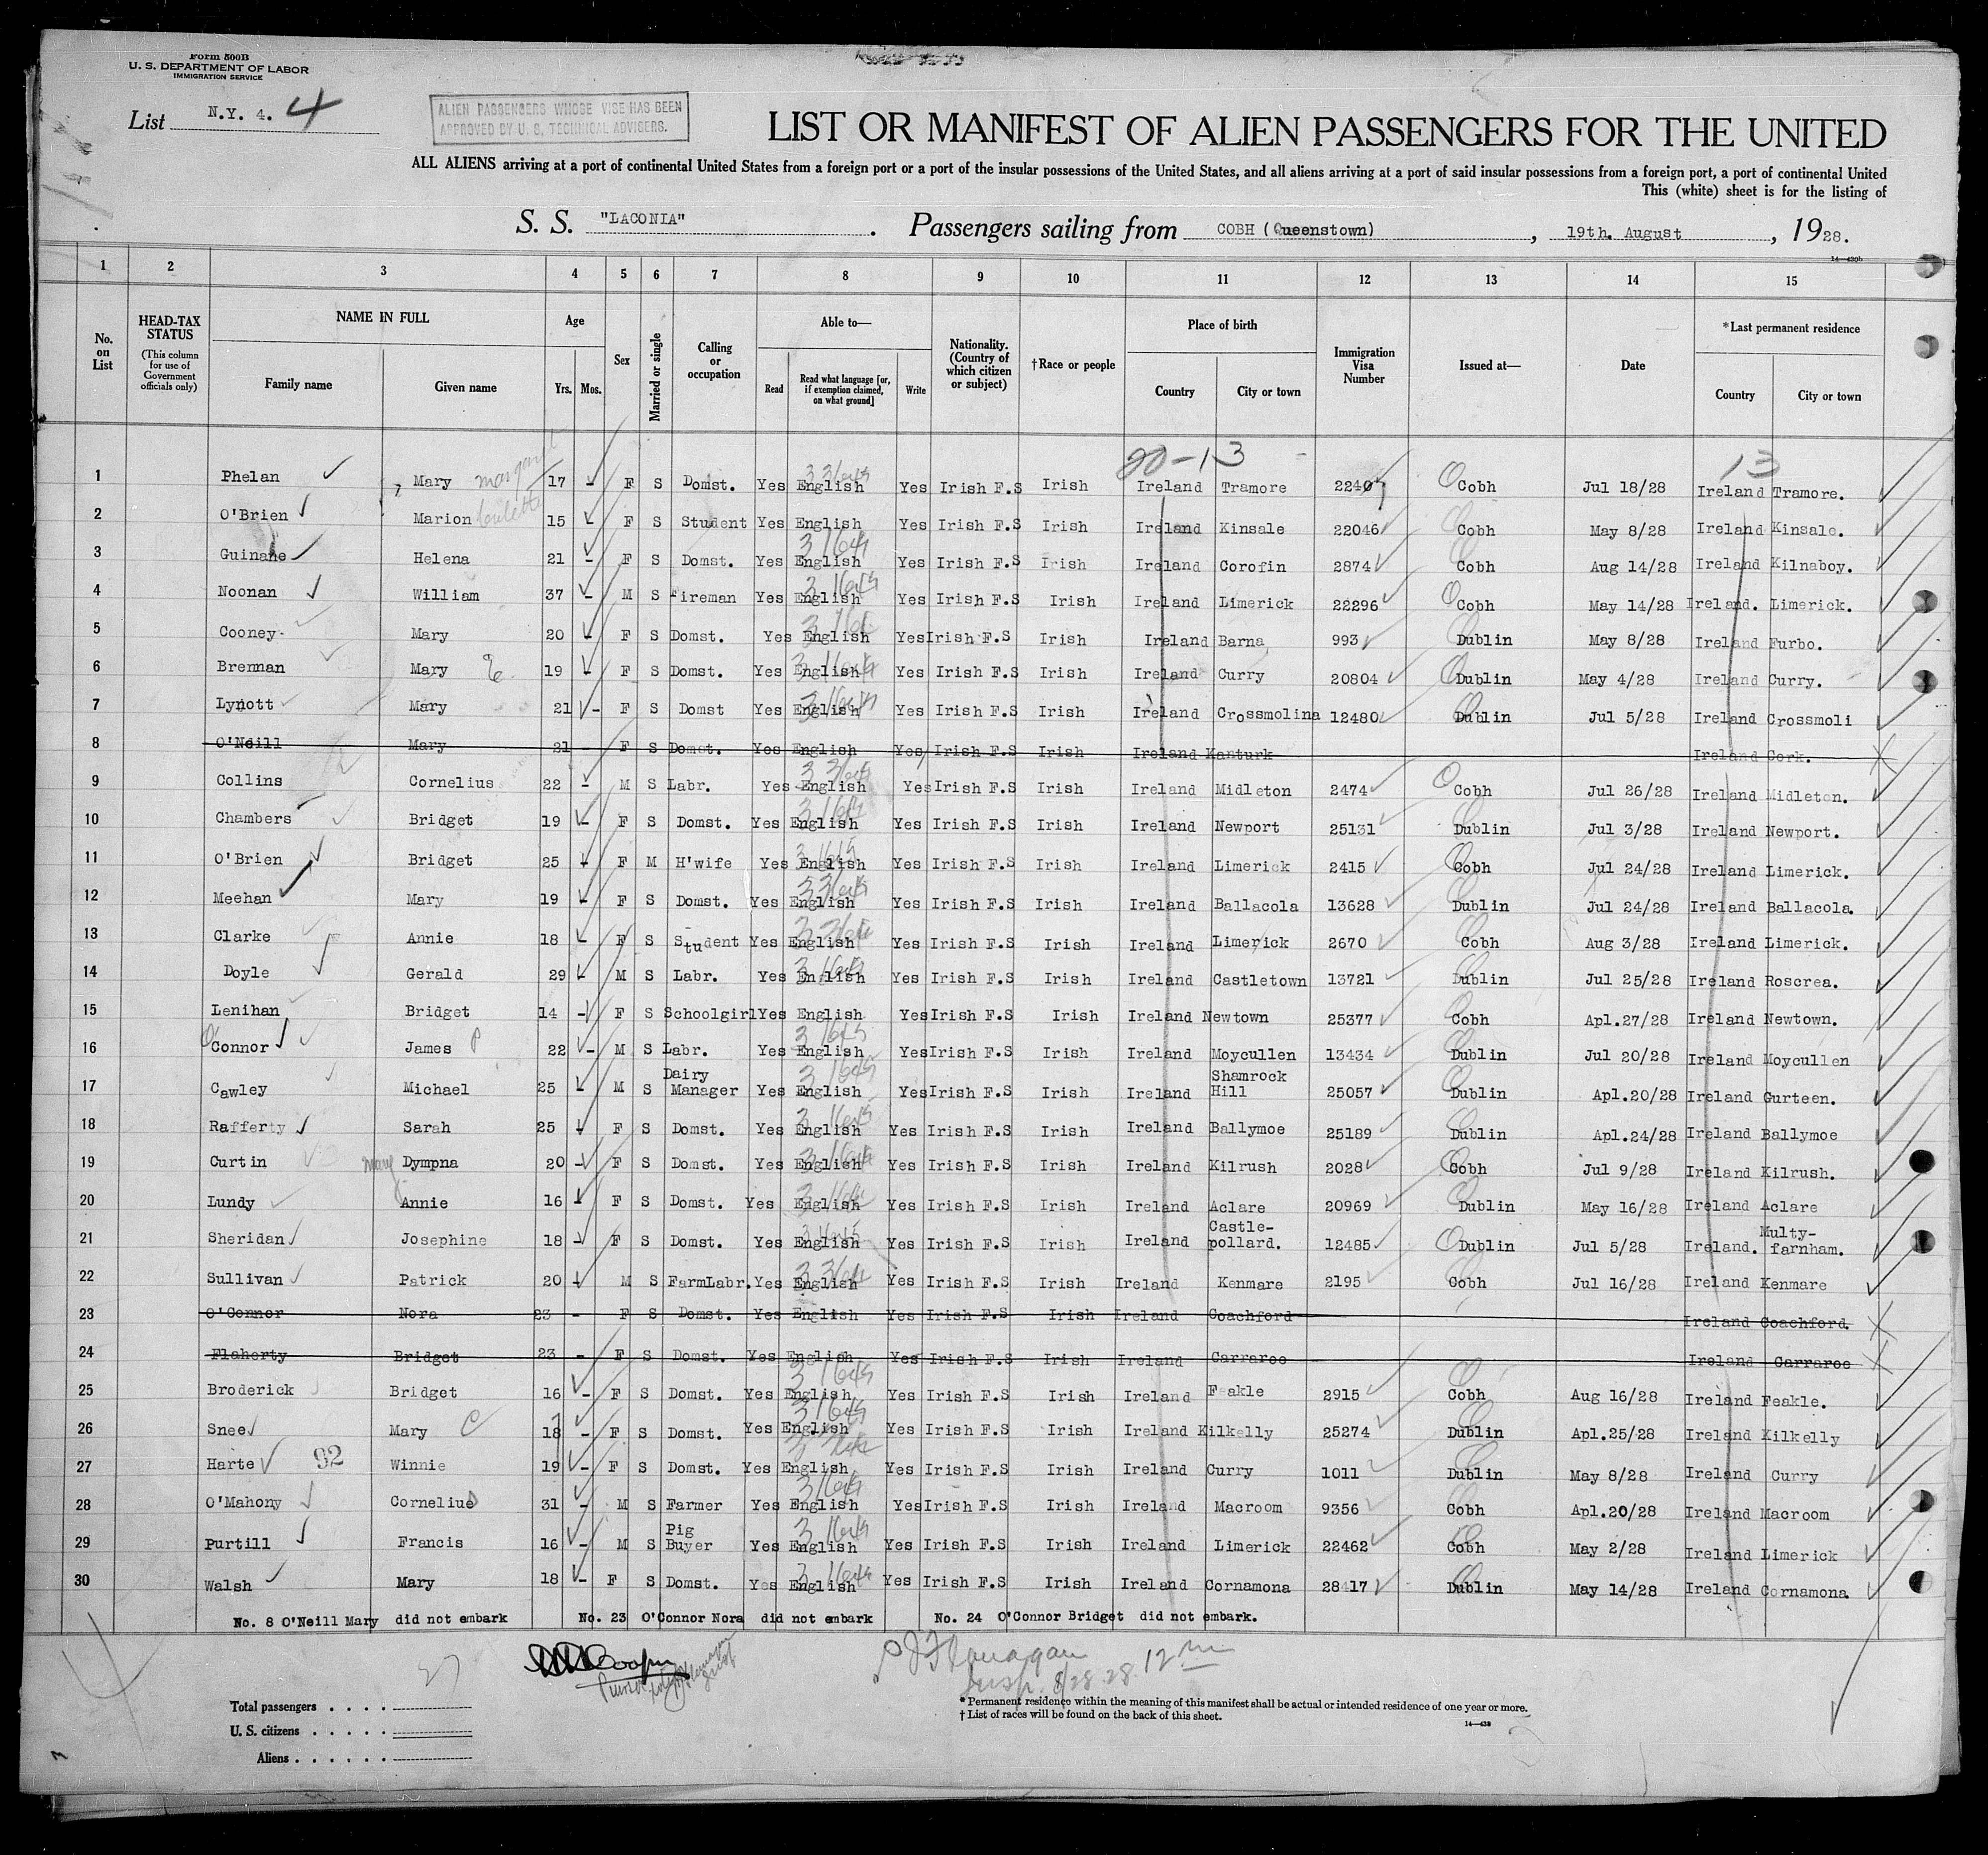 Form 500B
U. S. DEPARTMENT OF LABOR
IMMIGRATION SERVICE
List N.Y. 4. 4
ALIEN PASSENGERS WHOSE VISE HAS BEEN
APPROVED BY U. S. TECHNICAL ADVISERS.
LIST OR MANIFEST OF ALIEN PASSENGERS FOR THE UNITED
ALL ALIENS arriving at a port of continental United States from a foreign port or a port of the insular possessions of the United States, and all aliens arriving at a port of said insular possessions from a foreign port, a port of continental United
This (white) sheet is for the listing of
S. S. "LACONIA" . Passengers sailing from COBH (Queenstown) , 19th. August , 1928.
14—430b
1 2 3 4 5 6 7 8 9 10 11 12 13 14 15
No. on List HEAD-TAX STATUS (This column for use of Government officials only) NAME IN FULL Family name Given name Age Yrs. Mos. Sex Married or single Calling or occupation Able to— Read Read what language [or, if exemption claimed, on what ground] Write Nationality. (Country of which citizen or subject) †Race or people Place of birth Country City or town Immigration Visa Number Issued at— Date *Last permanent residence Country City or town
20-13 13
1 Phelan Mary Margaret 17 - F S Domst. Yes English Yes Irish F.S Irish Ireland Tramore 2240 Cobh Jul 18/28 Ireland Tramore.
2 O'Brien Marion 15 - F S Student Yes English Yes Irish F.S Irish Ireland Kinsale 22046 Cobh May 8/28 Ireland Kinsale.
3 Guinane Helena 21 - F S Domst. Yes English Yes Irish F.S Irish Ireland Corofin 2874 Cobh Aug 14/28 Ireland Kilnaboy.
4 Noonan William 37 - M S Fireman Yes English Yes Irish F.S Irish Ireland Limerick 22296 Cobh May 14/28 Ireland. Limerick.
5 Cooney. Mary 20 - F S Domst. Yes English Yes Irish F.S Irish Ireland Barna 993 Dublin May 8/28 Ireland Furbo.
6 Brennan Mary E. 19 - F S Domst. Yes English Yes Irish F.S Irish Ireland Curry 20804 Dublin May 4/28 Ireland Curry.
7 Lynott Mary 21 - F S Domst Yes English Yes Irish F.S Irish Ireland Crossmolina 12480 Dublin Jul 5/28 Ireland Crossmoli
8 O'Neill Mary 21 - F S Domst. Yes English Yes Irish F.S Irish Ireland Kanturk Ireland Cork.
9 Collins Cornelius 22 - M S Labr. Yes English Yes Irish F.S Irish Ireland Midleton 2474 Cobh Jul 26/28 Ireland Midleton.
10 Chambers Bridget 19 - F S Domst. Yes English Yes Irish F.S Irish Ireland Newport 25131 Dublin Jul 3/28 Ireland Newport.
11 O'Brien Bridget 25 - F M H'wife Yes English Yes Irish F.S Irish Ireland Limerick 2415 Cobh Jul 24/28 Ireland Limerick.
12 Meehan Mary 19 - F S Domst. Yes English Yes Irish F.S Irish Ireland Ballacola 13628 Dublin Jul 24/28 Ireland Ballacola.
13 Clarke Annie 18 - F S Student Yes English Yes Irish F.S Irish Ireland Limerick 2670 Cobh Aug 3/28 Ireland Limerick.
14 Doyle Gerald 29 - M S Labr. Yes English Yes Irish F.S Irish Ireland Castletown 13721 Dublin Jul 25/28 Ireland Roscrea.
15 Lenihan Bridget 14 - F S Schoolgirl Yes English Yes Irish F.S Irish Ireland Newtown 25377 Cobh Apl.27/28 Ireland Newtown.
16 O'Connor James P 22 - M S Labr. Yes English Yes Irish F.S Irish Ireland Moycullen 13434 Dublin Jul 20/28 Ireland Moycullen
17 Cawley Michael 25 - M S Dairy Manager Yes English Yes Irish F.S Irish Ireland Shamrock Hill 25057 Dublin Apl.20/28 Ireland Gurteen.
18 Rafferty Sarah 25 - F S Domst. Yes English Yes Irish F.S Irish Ireland Ballymoe 25189 Dublin Apl.24/28 Ireland Ballymoe
19 Curtin Mary Dympna 20 - F S Domst. Yes English Yes Irish F.S Irish Ireland Kilrush 2028 Cobh Jul 9/28 Ireland Kilrush.
20 Lundy Annie 16 - F S Domst. Yes English Yes Irish F.S Irish Ireland Aclare 20969 Dublin May 16/28 Ireland Aclare
21 Sheridan Josephine 18 - F S Domst. Yes English Yes Irish F.S Irish Ireland Castle-pollard. 12485 Dublin Jul 5/28 Ireland. Multy-farnham.
22 Sullivan Patrick 20 - M S FarmLabr. Yes English Yes Irish F.S Irish Ireland Kenmare 2195 Cobh Jul 16/28 Ireland Kenmare
23 O'Connor Nora 23 - F S Domst. Yes English Yes Irish F.S Irish Ireland Coachford Ireland Coachford.
24 Flaherty Bridget 23 - F S Domst. Yes English Yes Irish F.S Irish Ireland Carraroe Ireland Carraroe
25 Broderick Bridget 16 - F S Domst. Yes English Yes Irish F.S Irish Ireland Feakle 2915 Cobh Aug 16/28 Ireland Feakle.
26 Snee Mary C 18 - F S Domst. Yes English Yes Irish F.S Irish Ireland Kilkelly 25274 Dublin Apl.25/28 Ireland Kilkelly
27 Harte 92 Winnie 19 - F S Domst. Yes English Yes Irish F.S Irish Ireland Curry 1011 Dublin May 8/28 Ireland Curry
28 O'Mahony Cornelius 31 - M S Farmer Yes English Yes Irish F.S Irish Ireland Macroom 9356 Cobh Apl.20/28 Ireland Macroom
29 Purtill Francis 16 - M S Pig Buyer Yes English Yes Irish F.S Irish Ireland Limerick 22462 Cobh May 2/28 Ireland Limerick
30 Walsh Mary 18 - F S Domst. Yes English Yes Irish F.S Irish Ireland Cornamona 28417 Dublin May 14/28 Ireland Cornamona
No. 8 O'Neill Mary did not embark No. 23 O'Connor Nora did not embark No. 24 O'Connor Bridget did not embark.
27
Flanagan 12 m
Insp. 8/28.28.
Total passengers . . . .
U. S. citizens . . . . .
Aliens . . . . . .
* Permanent residence within the meaning of this manifest shall be actual or intended residence of one year or more.
† List of races will be found on the back of this sheet.
14—430